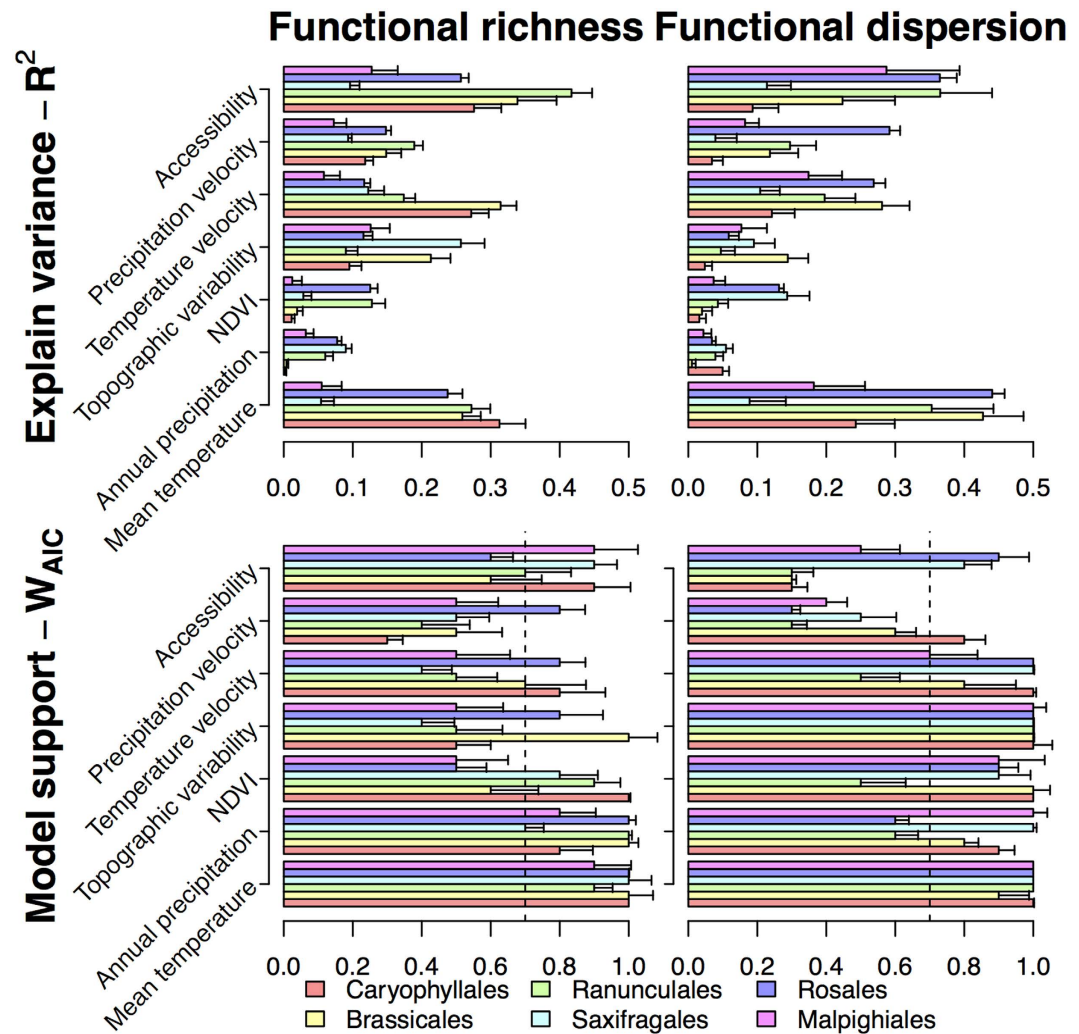 Functional richness Functional dispersion
Explain variance – R²
Accessibility
Precipitation velocity
Temperature velocity
Topographic variability
NDVI
Annual precipitation
Mean temperature
0.0 0.1 0.2 0.3 0.4 0.5
0.0 0.1 0.2 0.3 0.4 0.5
Model support – WAIC
Accessibility
Precipitation velocity
Temperature velocity
Topographic variability
NDVI
Annual precipitation
Mean temperature
0.0 0.2 0.4 0.6 0.8 1.0
0.0 0.2 0.4 0.6 0.8 1.0
Caryophyllales Ranunculales Rosales
Brassicales Saxifragales Malpighiales